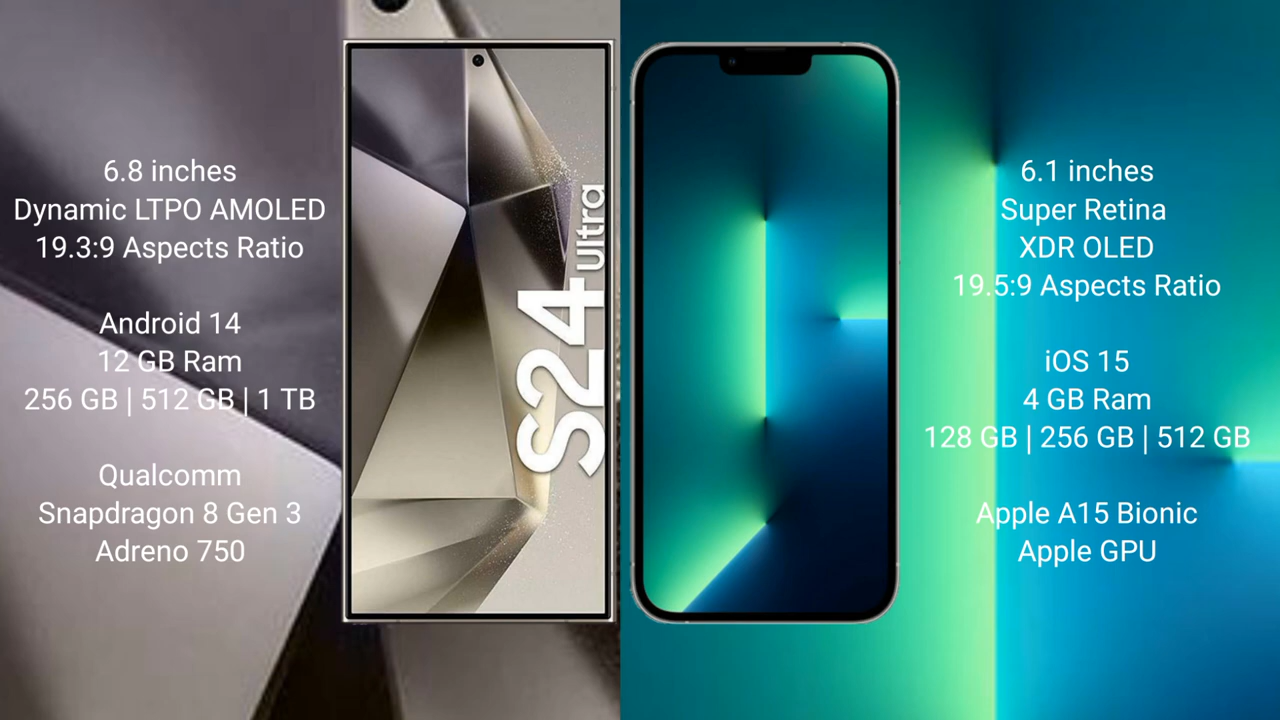 6.8 inches
Dynamic LTPO AMOLED
19.3:9 Aspects Ratio
Android 14
12 GB Ram
256 GB | 512 GB | 1 TB
Qualcomm
Snapdragon 8 Gen 3
Adreno 750
S24 ultra
6.1 inches
Super Retina
XDR OLED
19.5:9 Aspects Ratio
iOS 15
4 GB Ram
128 GB | 256 GB | 512 GB
Apple A15 Bionic
Apple GPU